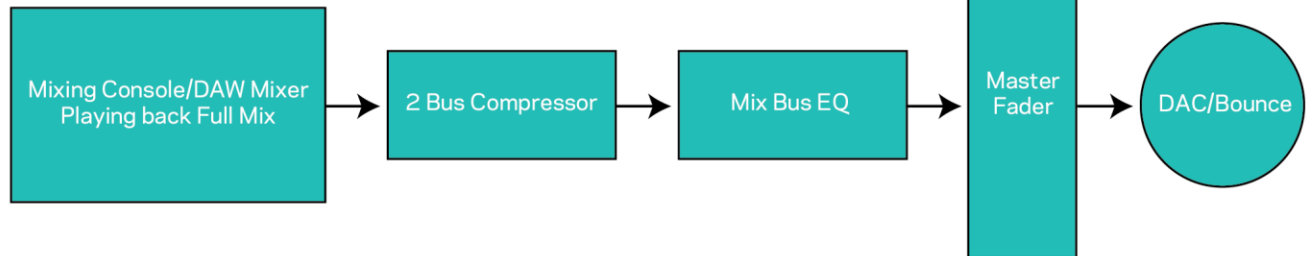 Mixing Console/DAW Mixer
Playing back Full Mix
2 Bus Compressor
Mix Bus EQ
Master
Fader
DAC/Bounce